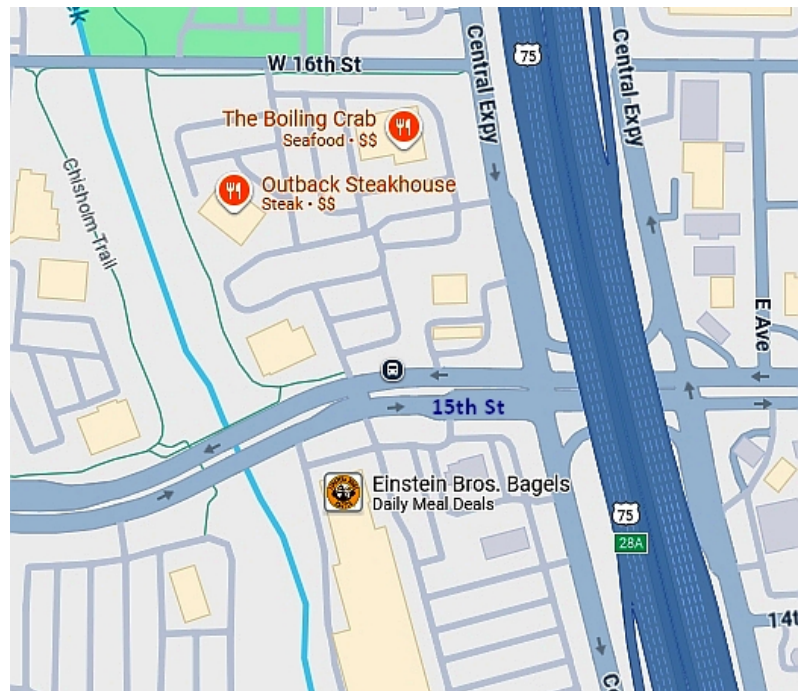 W 16th St
Central Expy
75
Central Expy
The Boiling Crab
Seafood • $$
Outback Steakhouse
Steak • $$
Chisholm-Trail
E Ave
15th St
Einstein Bros. Bagels
Daily Meal Deals
75
28A
14t